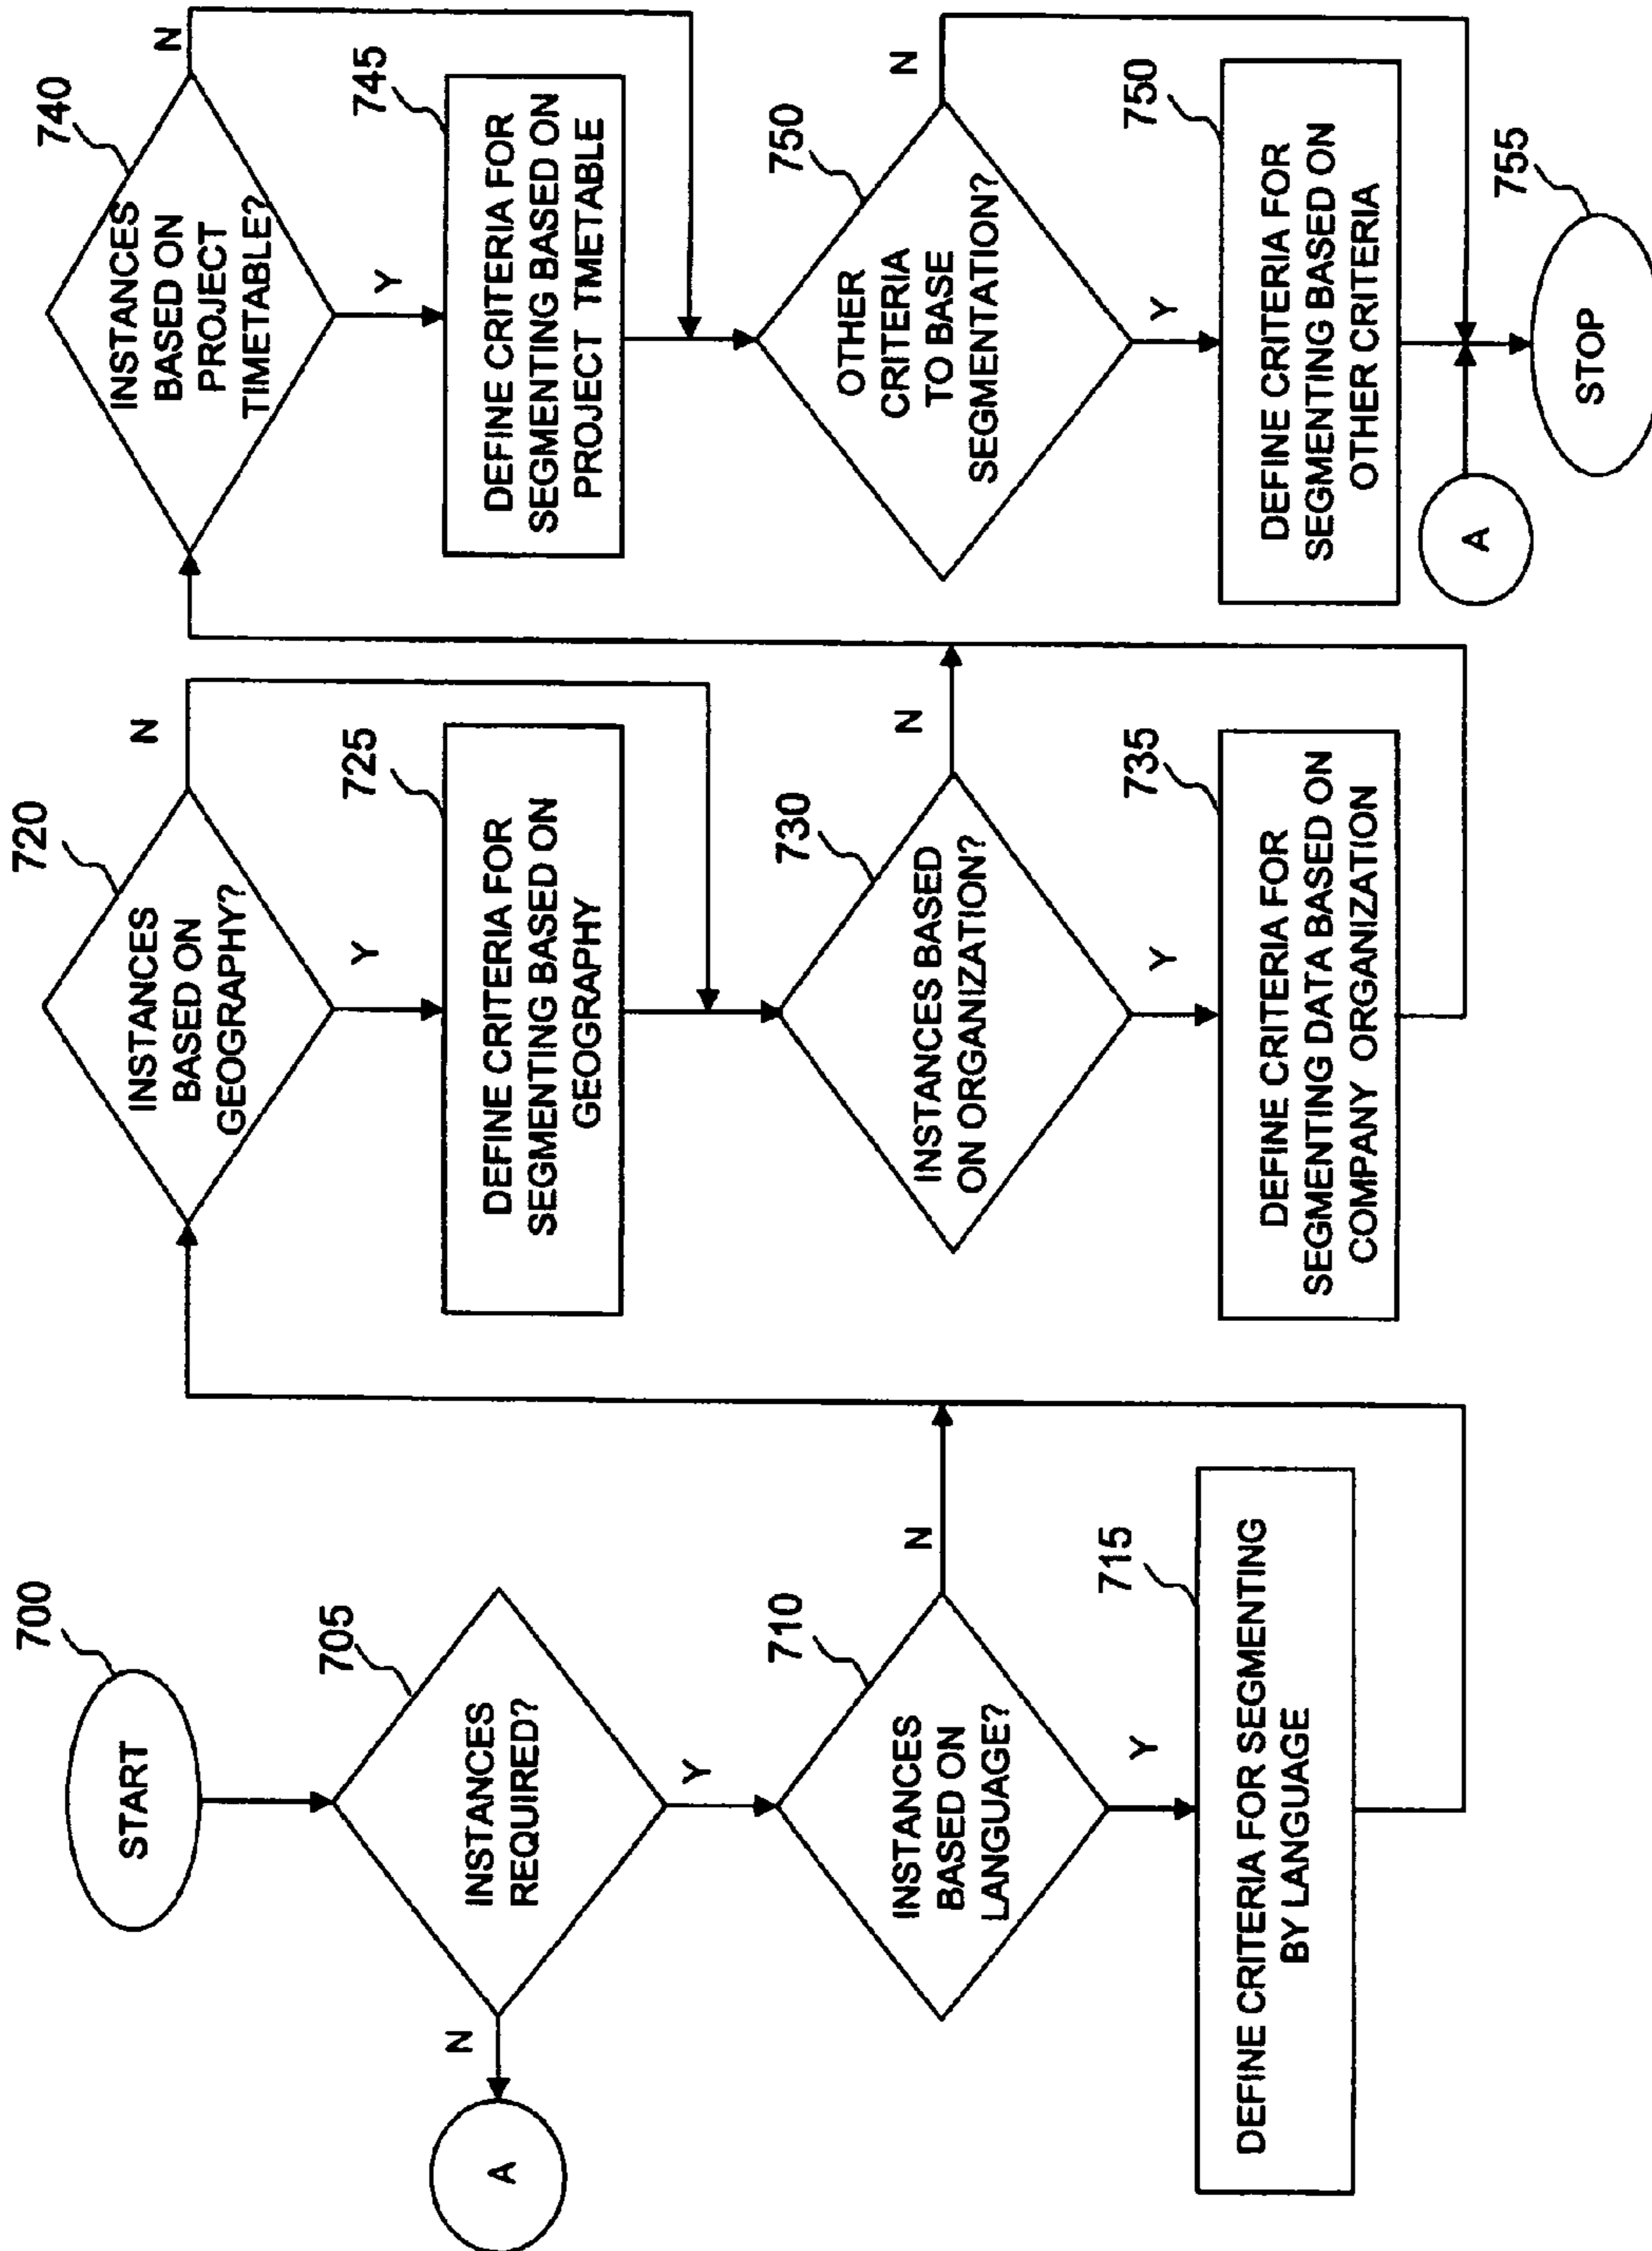 700
START
705
INSTANCES
REQUIRED?
N
A
Y
710
INSTANCES
BASED ON
LANGUAGE?
N
Y
715
DEFINE CRITERIA FOR SEGMENTING
BY LANGUAGE
720
INSTANCES
BASED ON
GEOGRAPHY?
N
Y
725
DEFINE CRITERIA FOR
SEGMENTING BASED ON
GEOGRAPHY
730
INSTANCES BASED
ON ORGANIZATION?
N
Y
735
DEFINE CRITERIA FOR
SEGMENTING DATA BASED ON
COMPANY ORGANIZATION
740
INSTANCES
BASED ON
PROJECT
TIMETABLE?
N
Y
745
DEFINE CRITERIA FOR
SEGMENTING BASED ON
PROJECT TMETABLE
750
OTHER
CRITERIA
TO BASE
SEGMENTATION?
N
Y
750
DEFINE CRITERIA FOR
SEGMENTING BASED ON
OTHER CRITERIA
A
755
STOP